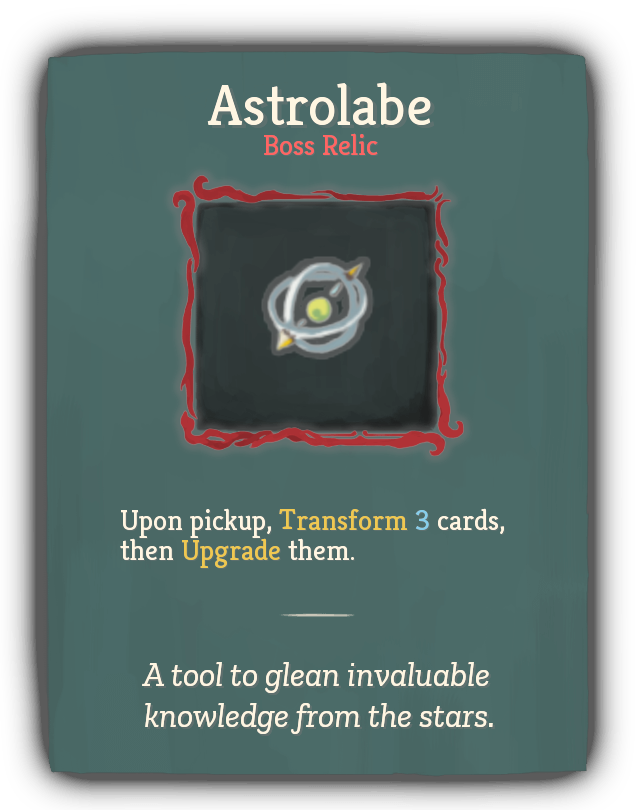 Astrolabe
Boss Relic
Upon pickup, Transform 3 cards,
then Upgrade them.
A tool to glean invaluable
knowledge from the stars.